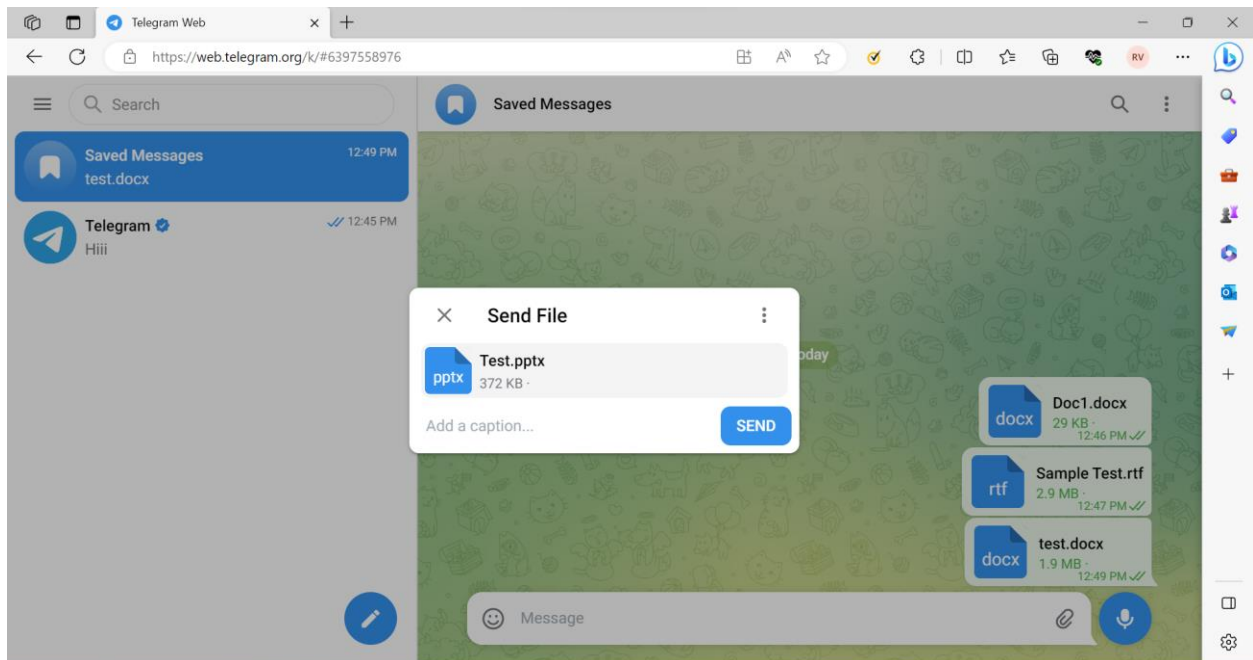 Telegram Web
https://web.telegram.org/k/#6397558976
RV
Search
Saved Messages
12:49 PM
test.docx
Telegram
12:45 PM
Hiii
Saved Messages
Send File
pptx
Test.pptx
372 KB ·
Add a caption...
SEND
docx
Doc1.docx
29 KB ·
12:46 PM
rtf
Sample Test.rtf
2.9 MB ·
12:47 PM
docx
test.docx
1.9 MB ·
12:49 PM
Message